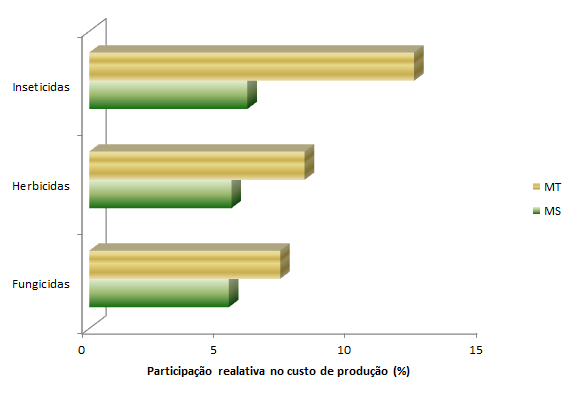 Inseticidas
Herbicidas
Fungicidas
MT
MS
0 5 10 15
Participação realativa no custo de produção (%)